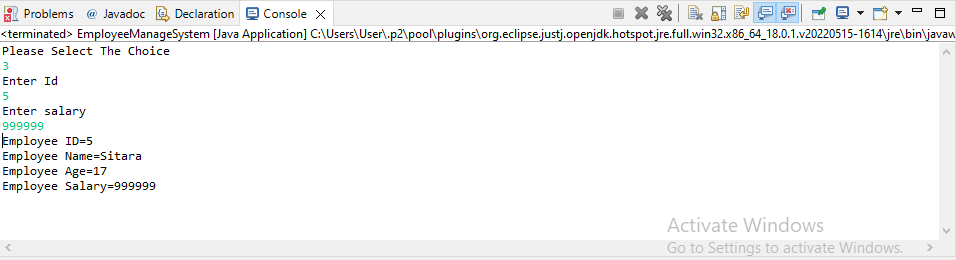 Problems @ Javadoc Declaration Console
<terminated> EmployeeManageSystem [Java Application] C:\Users\User\.p2\pool\plugins\org.eclipse.justj.openjdk.hotspot.jre.full.win32.x86_64_18.0.1.v20220515-1614\jre\bin\javaw
Please Select The Choice
3
Enter Id
5
Enter salary
999999
Employee ID=5
Employee Name=Sitara
Employee Age=17
Employee Salary=999999
Activate Windows
Go to Settings to activate Windows.